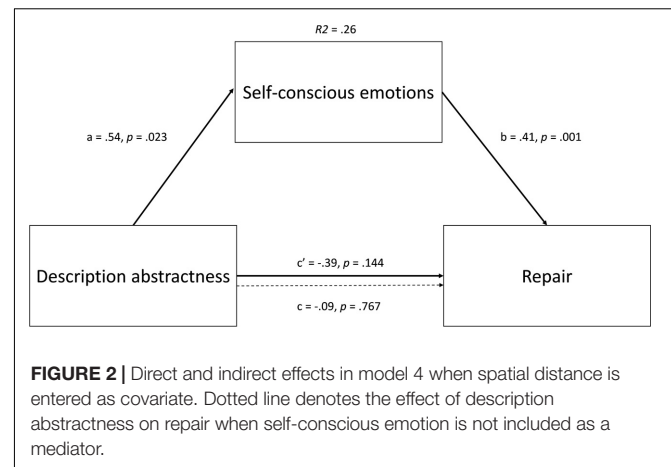 R2 = .26
Self-conscious emotions
a = .54, p = .023
b = .41, p = .001
Description abstractness
c' = -.39, p = .144
c = -.09, p = .767
Repair
FIGURE 2 | Direct and indirect effects in model 4 when spatial distance is
entered as covariate. Dotted line denotes the effect of description
abstractness on repair when self-conscious emotion is not included as a
mediator.